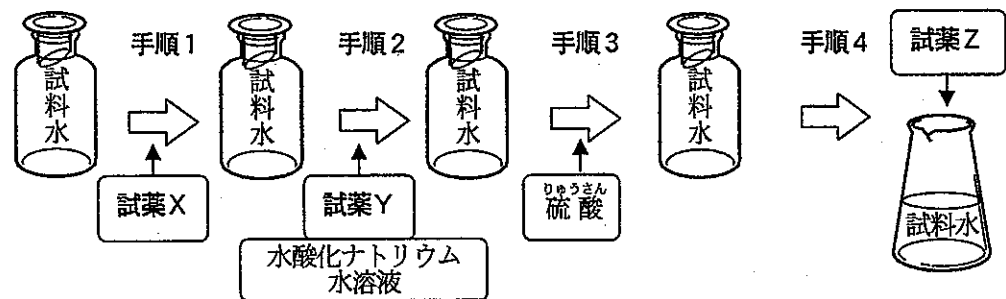 手順1
手順2
手順3
手順4
試料水
試料水
試料水
試料水
試薬X
試薬Y
水酸化ナトリウム
水溶液
りゅうさん
硫酸
試薬Z
試料水